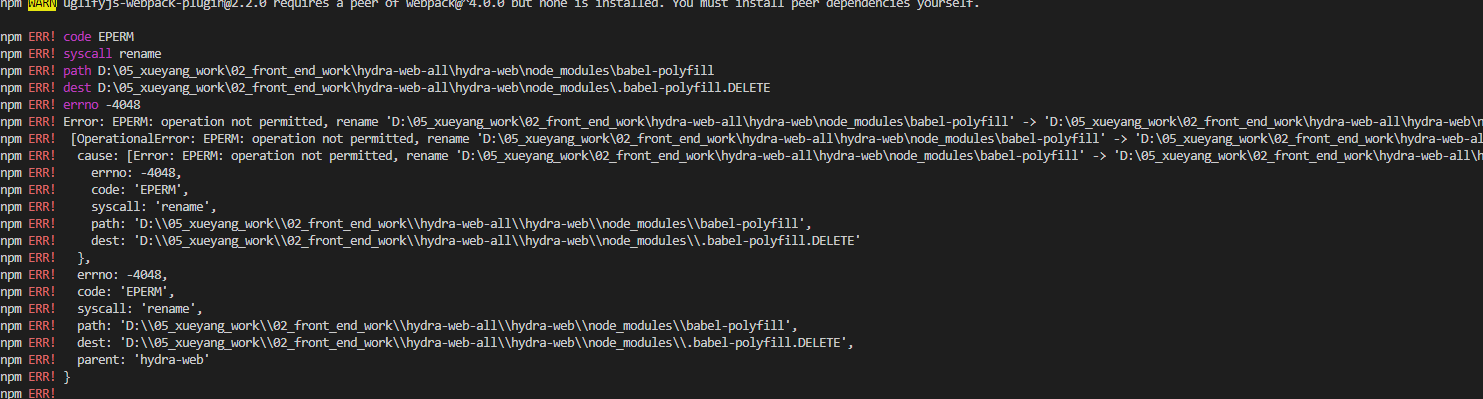 npm WARN uglifyjs-webpack-plugin@2.2.0 requires a peer of webpack@^4.0.0 but none is installed. You must install peer dependencies yourself.
npm ERR! code EPERM
npm ERR! syscall rename
npm ERR! path D:\05_xueyang_work\02_front_end_work\hydra-web-all\hydra-web\node_modules\babel-polyfill
npm ERR! dest D:\05_xueyang_work\02_front_end_work\hydra-web-all\hydra-web\node_modules\.babel-polyfill.DELETE
npm ERR! errno -4048
npm ERR! Error: EPERM: operation not permitted, rename 'D:\05_xueyang_work\02_front_end_work\hydra-web-all\hydra-web\node_modules\babel-polyfill' -> 'D:\05_xueyang_work\02_front_end_work\hydra-web-all\hydra-web\n
npm ERR!  [OperationalError: EPERM: operation not permitted, rename 'D:\05_xueyang_work\02_front_end_work\hydra-web-all\hydra-web\node_modules\babel-polyfill' -> 'D:\05_xueyang_work\02_front_end_work\hydra-web-al
npm ERR!   cause: [Error: EPERM: operation not permitted, rename 'D:\05_xueyang_work\02_front_end_work\hydra-web-all\hydra-web\node_modules\babel-polyfill' -> 'D:\05_xueyang_work\02_front_end_work\hydra-web-all\h
npm ERR!     errno: -4048,
npm ERR!     code: 'EPERM',
npm ERR!     syscall: 'rename',
npm ERR!     path: 'D:\\05_xueyang_work\\02_front_end_work\\hydra-web-all\\hydra-web\\node_modules\\babel-polyfill',
npm ERR!     dest: 'D:\\05_xueyang_work\\02_front_end_work\\hydra-web-all\\hydra-web\\node_modules\\.babel-polyfill.DELETE'
npm ERR!   },
npm ERR!   errno: -4048,
npm ERR!   code: 'EPERM',
npm ERR!   syscall: 'rename',
npm ERR!   path: 'D:\\05_xueyang_work\\02_front_end_work\\hydra-web-all\\hydra-web\\node_modules\\babel-polyfill',
npm ERR!   dest: 'D:\\05_xueyang_work\\02_front_end_work\\hydra-web-all\\hydra-web\\node_modules\\.babel-polyfill.DELETE',
npm ERR!   parent: 'hydra-web'
npm ERR! }
npm ERR!